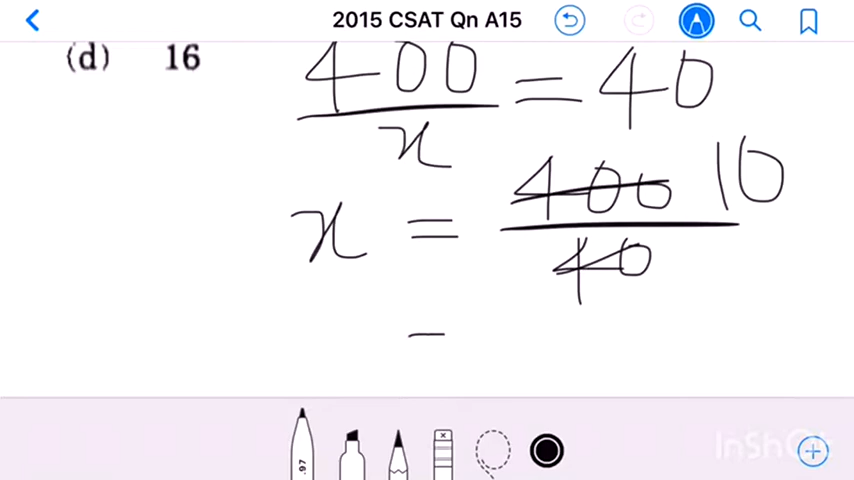 2015 CSAT Qn A15
(d) 16
400/x = 40
x = 400/40 10
=
.97
InShOt